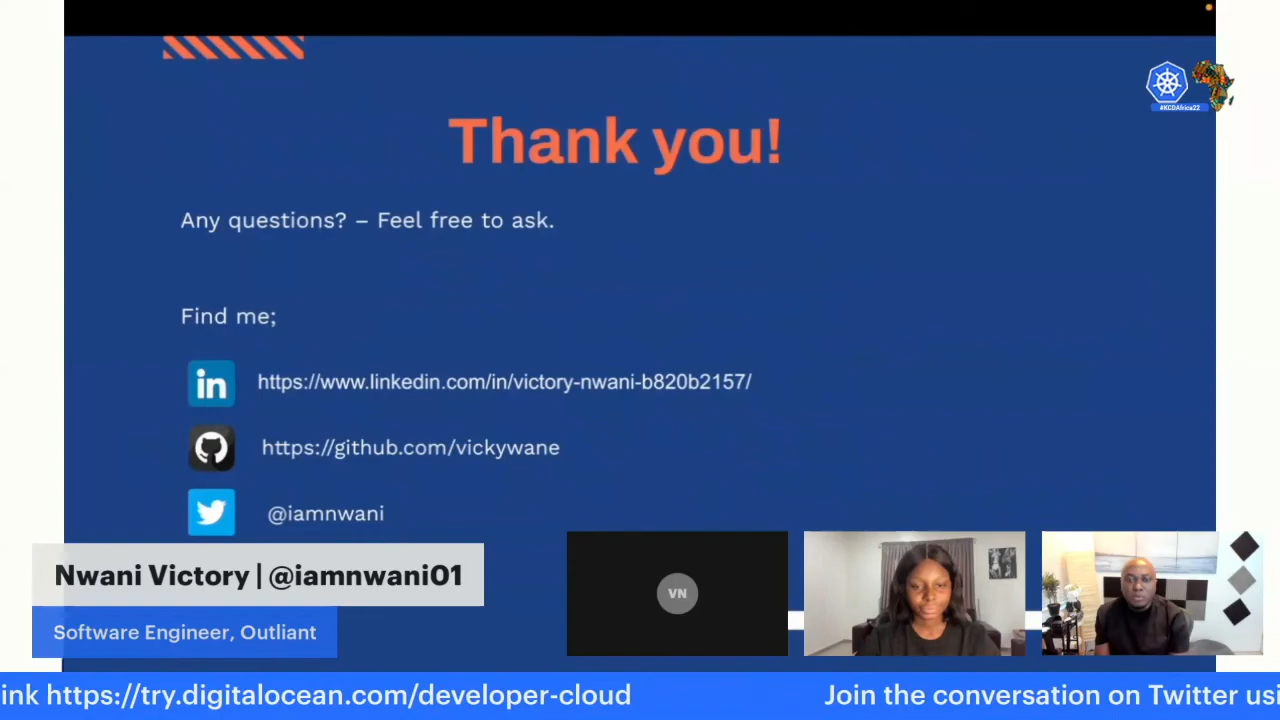 #KCDAfrica22
Thank you!
Any questions? – Feel free to ask.
Find me;
in https://www.linkedin.com/in/victory-nwani-b820b2157/
https://github.com/vickywane
@iamnwani
Nwani Victory | @iamnwani01
Software Engineer, Outliant
VN
ink https://try.digitalocean.com/developer-cloud
Join the conversation on Twitter usi